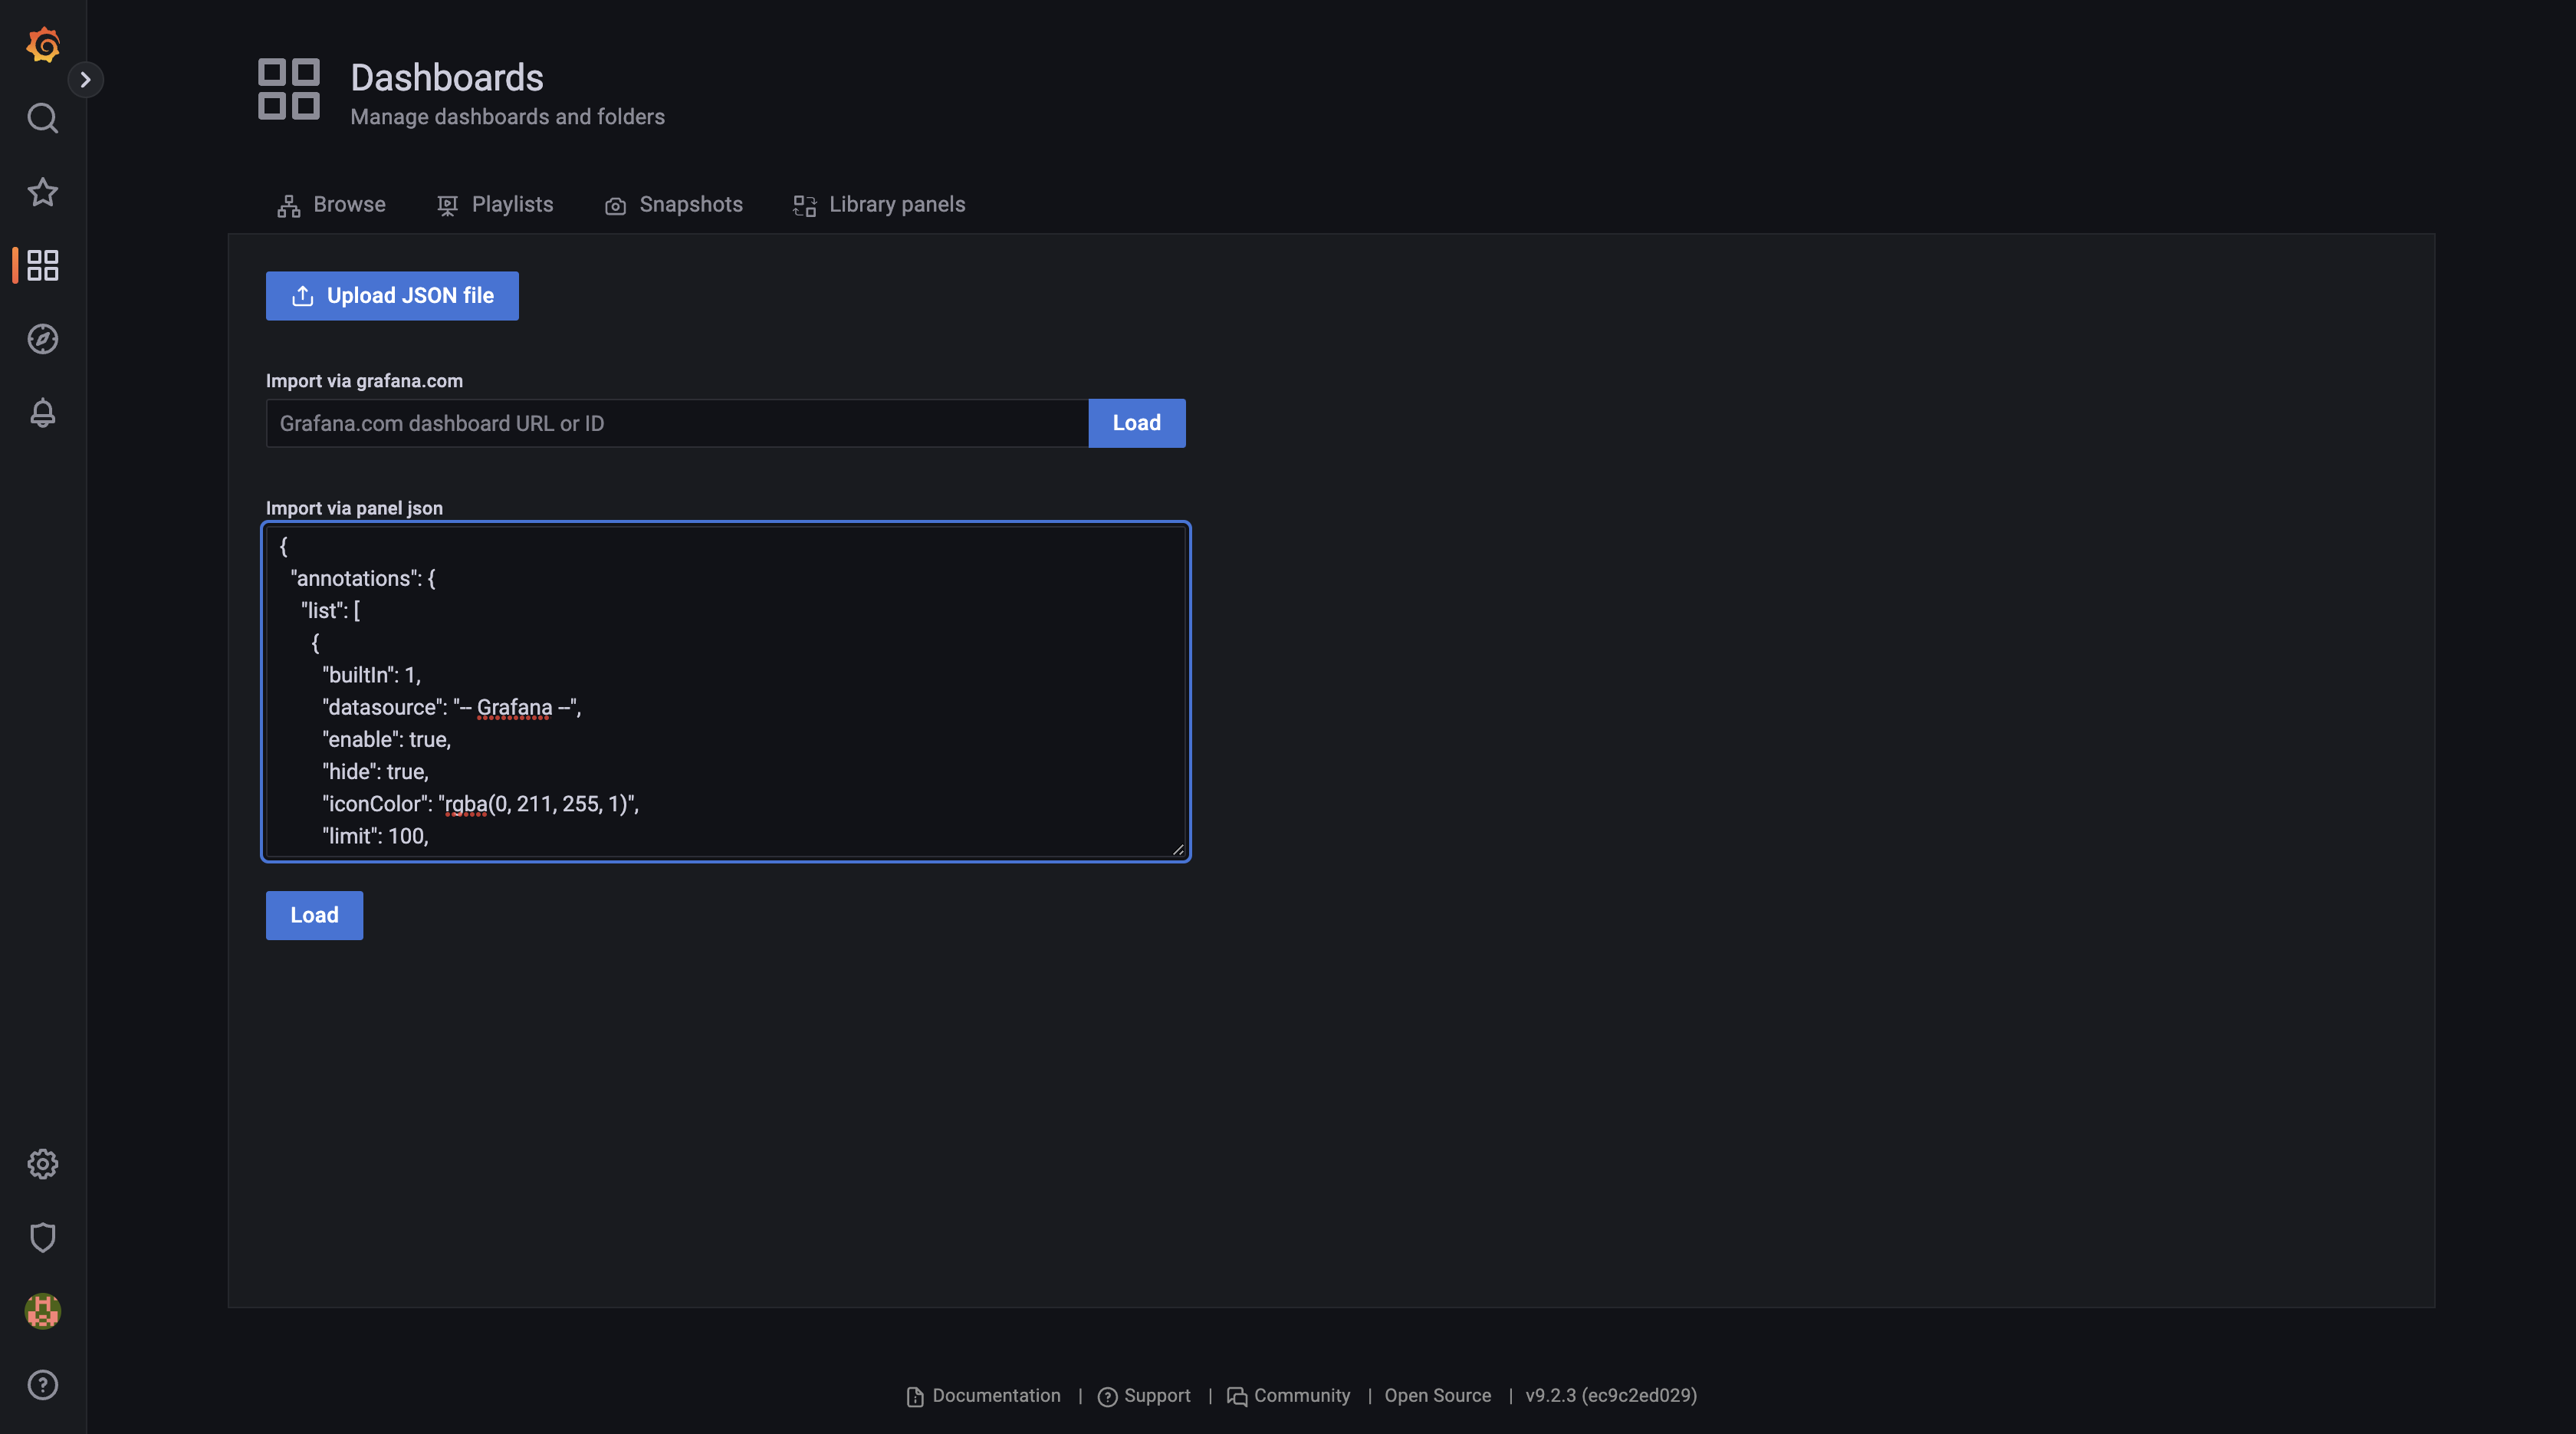 Dashboards
Manage dashboards and folders
Browse
Playlists
Snapshots
Library panels
Upload JSON file
Import via grafana.com
Grafana.com dashboard URL or ID
Load
Import via panel json
{
"annotations": {
"list": [
{
"builtIn": 1,
"datasource": "-- Grafana --",
"enable": true,
"hide": true,
"iconColor": "rgba(0, 211, 255, 1)",
"limit": 100,
Load
Documentation | Support | Community | Open Source | v9.2.3 (ec9c2ed029)